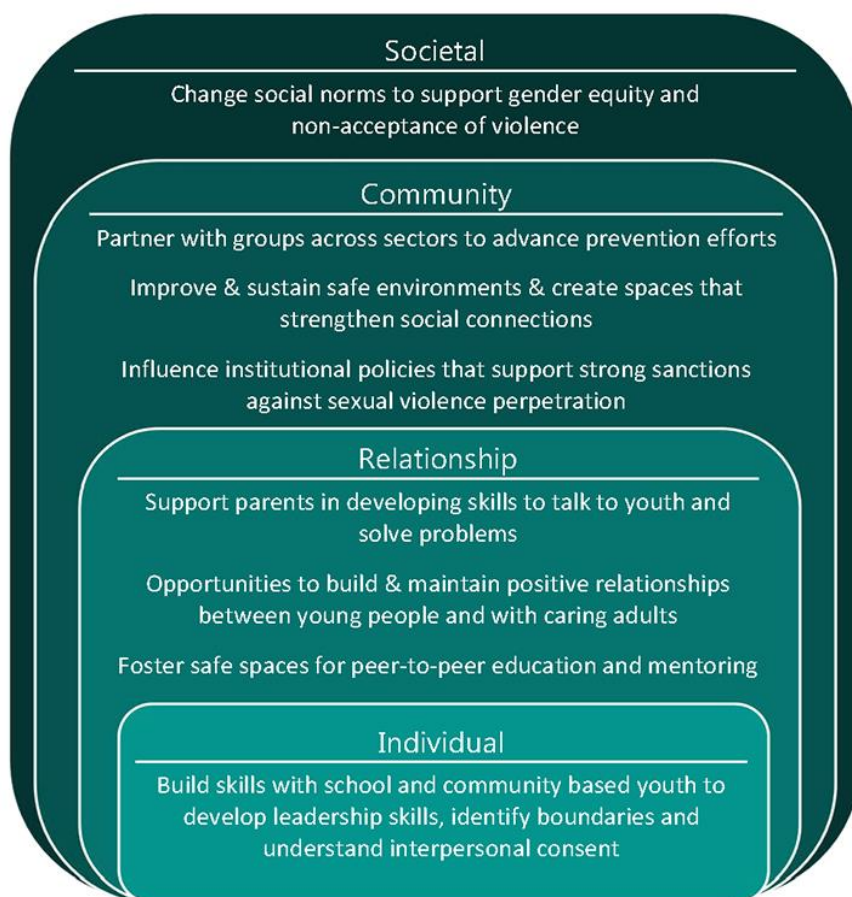 Societal
Change social norms to support gender equity and
non-acceptance of violence
Community
Partner with groups across sectors to advance prevention efforts
Improve & sustain safe environments & create spaces that
strengthen social connections
Influence institutional policies that support strong sanctions
against sexual violence perpetration
Relationship
Support parents in developing skills to talk to youth and
solve problems
Opportunities to build & maintain positive relationships
between young people and with caring adults
Foster safe spaces for peer-to-peer education and mentoring
Individual
Build skills with school and community based youth to
develop leadership skills, identify boundaries and
understand interpersonal consent